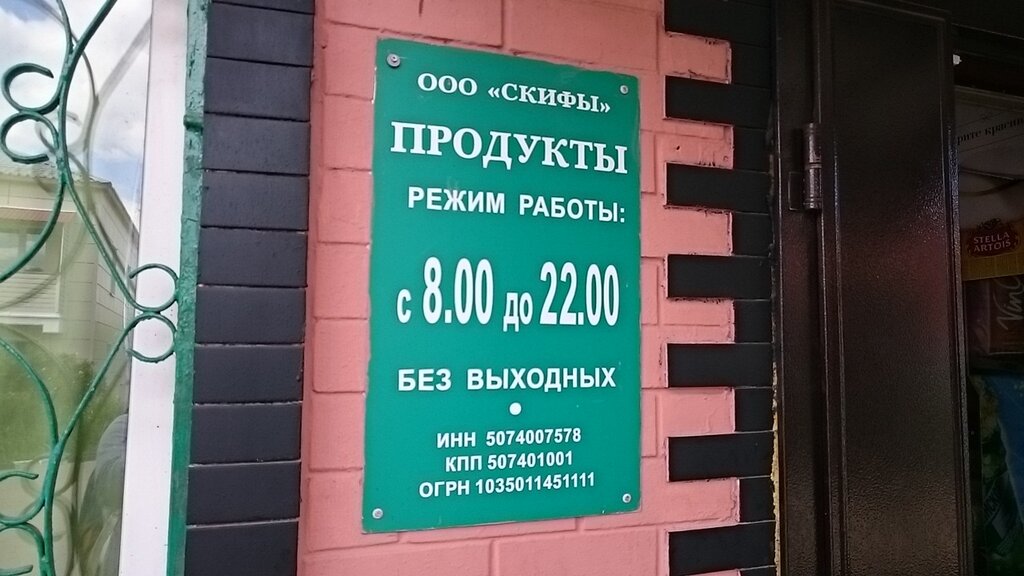 ООО «СКИФЫ»
ПРОДУКТЫ
РЕЖИМ РАБОТЫ:
с 8.00 до 22.00
БЕЗ ВЫХОДНЫХ
ИНН 5074007578
КПП 507401001
ОГРН 1035011451111
STELLA
ARTOIS